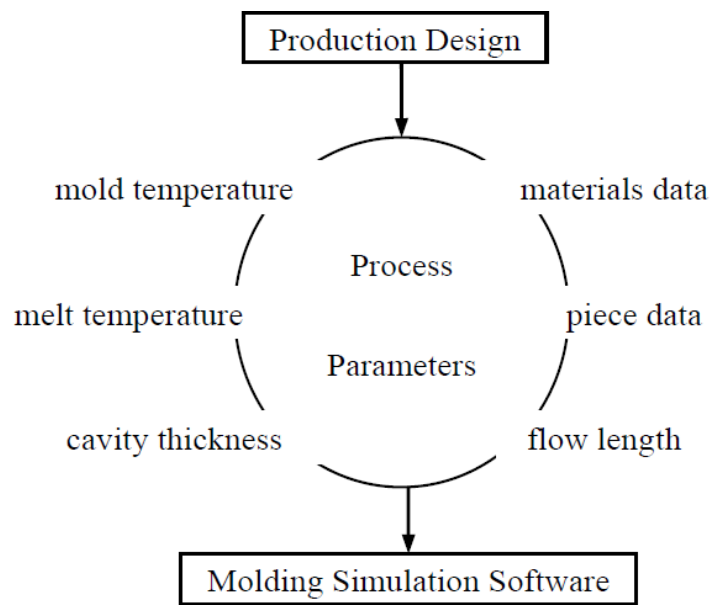 Production Design
mold temperature
materials data
Process
melt temperature
piece data
Parameters
cavity thickness
flow length
Molding Simulation Software